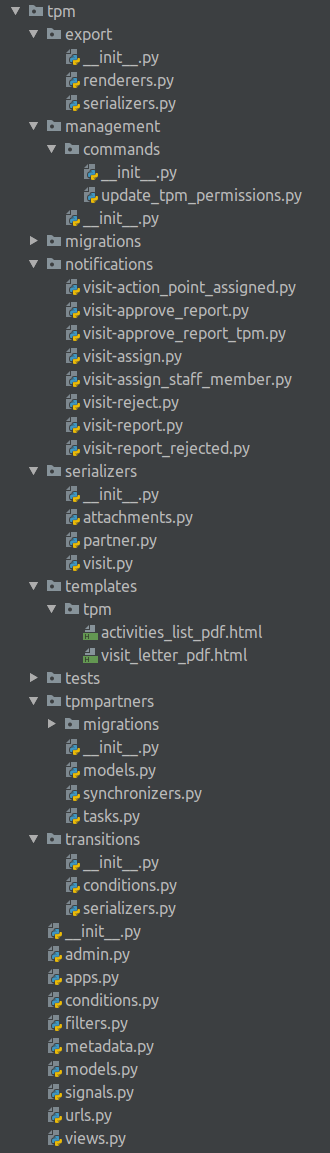 tpm
export
__init__.py
renderers.py
serializers.py
management
commands
__init__.py
update_tpm_permissions.py
__init__.py
migrations
notifications
visit-action_point_assigned.py
visit-approve_report.py
visit-approve_report_tpm.py
visit-assign.py
visit-assign_staff_member.py
visit-reject.py
visit-report.py
visit-report_rejected.py
serializers
__init__.py
attachments.py
partner.py
visit.py
templates
tpm
activities_list_pdf.html
visit_letter_pdf.html
tests
tpmpartners
migrations
__init__.py
models.py
synchronizers.py
tasks.py
transitions
__init__.py
conditions.py
serializers.py
__init__.py
admin.py
apps.py
conditions.py
filters.py
metadata.py
models.py
signals.py
urls.py
views.py